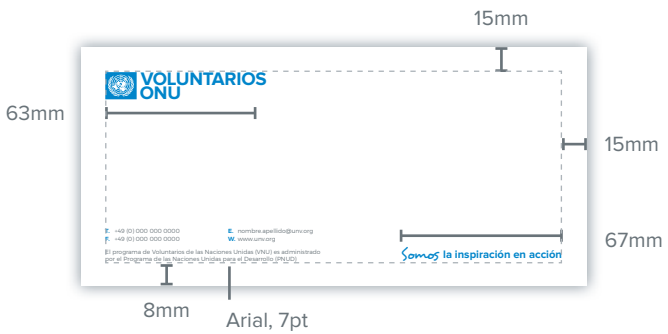 15mm
VOLUNTARIOS
ONU
63mm
15mm
T. +49 (0) 000 000 0000
E. nombre.apellido@unv.org
F. +49 (0) 000 000 0000
W. www.unv.org
El programa de Voluntarios de las Naciones Unidas (VNU) es administrado
por el Programa de las Naciones Unidas para el Desarrollo (PNUD)
Somos la inspiración en acción
67mm
8mm
Arial, 7pt